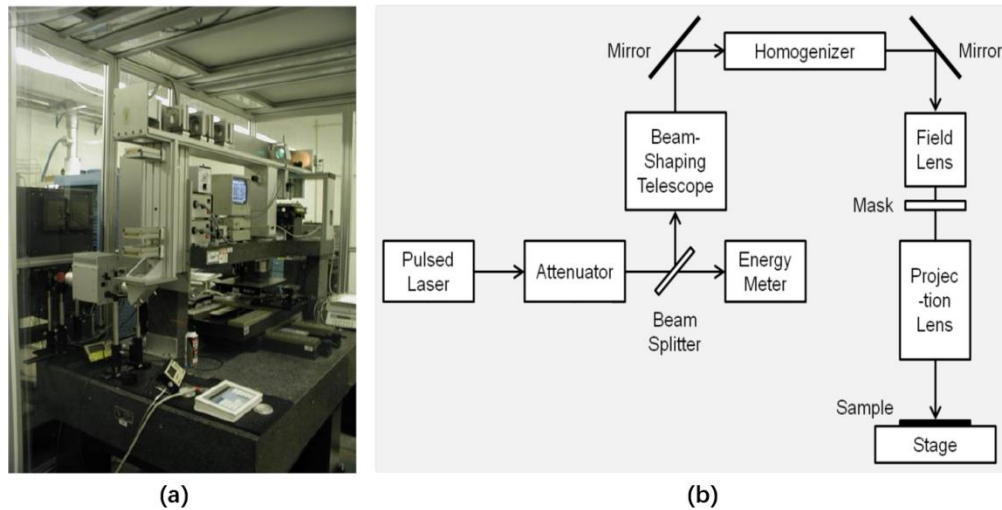 Mirror
Homogenizer
Mirror
Beam-
Shaping
Telescope
Field
Lens
Mask
Pulsed
Laser
Attenuator
Energy
Meter
Beam
Splitter
Projec
-tion
Lens
Sample
Stage
(a)
(b)